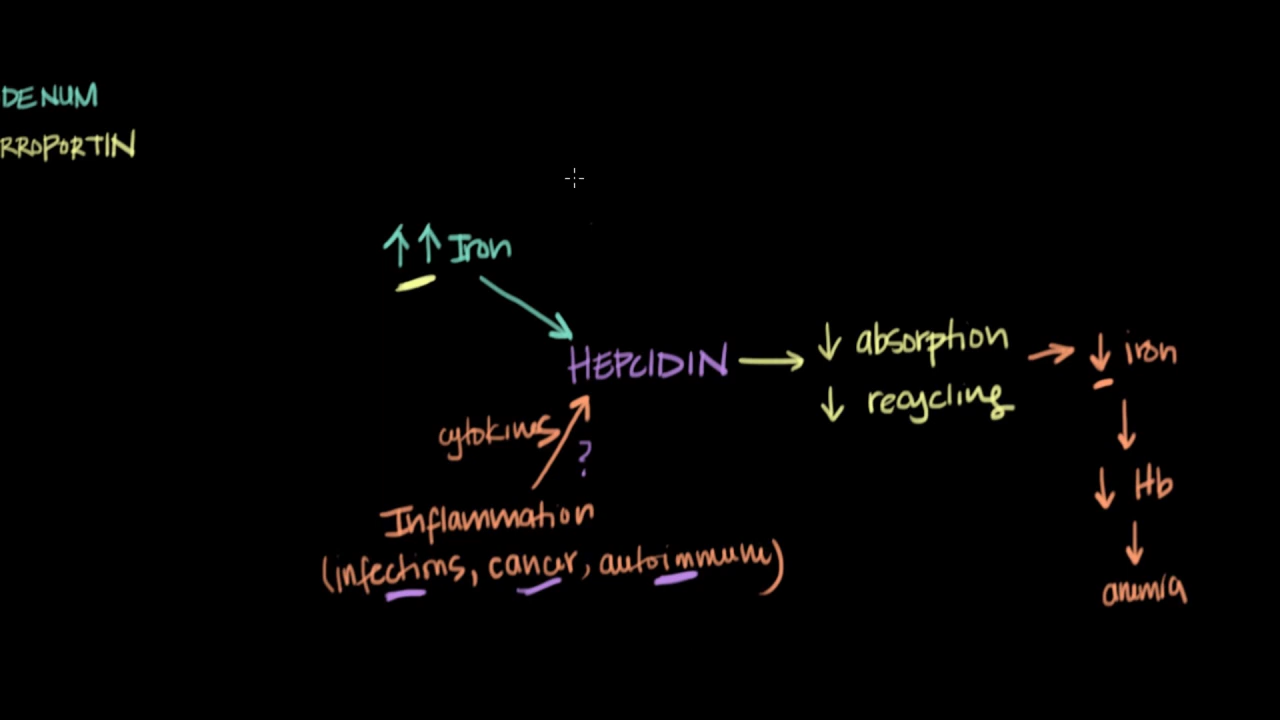 DENUM
RROPORTIN
↑↑ Iron
HEPCIDIN → ↓ absorption → ↓ iron
↓ recycling
cytokines
?
↓ Hb
Inflammation
(infections, cancer, autoimmune)
anemia